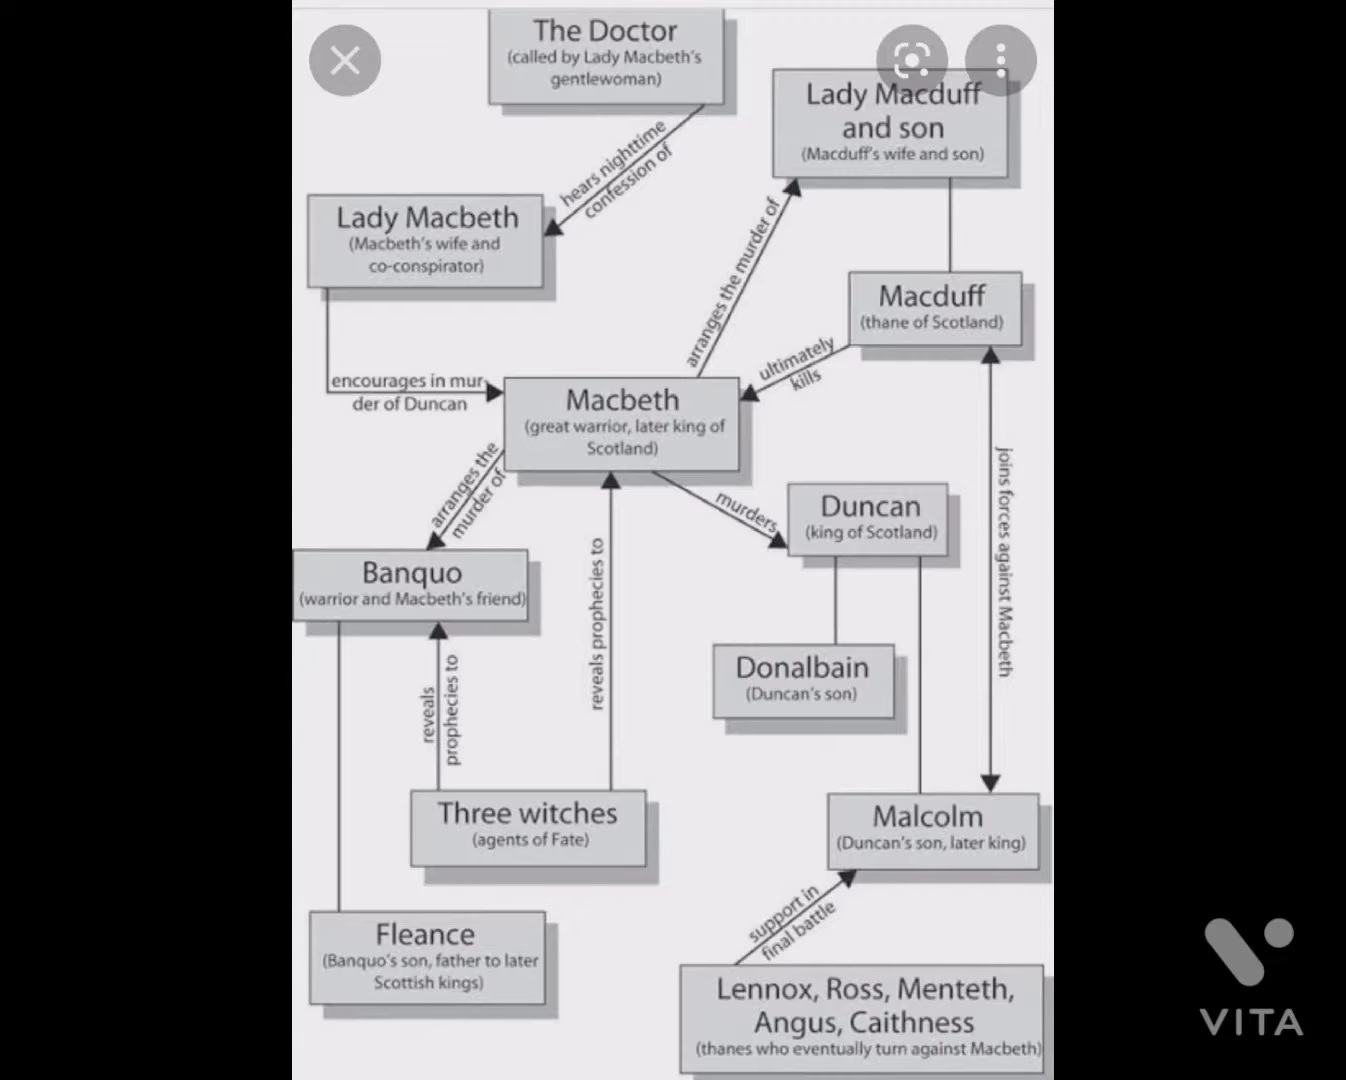 The Doctor
(called by Lady Macbeth's
gentlewoman)
Lady Macduff
and son
(Macduff's wife and son)
hears nighttime
confession of
Lady Macbeth
(Macbeth's wife and
co-conspirator)
arranges the murder of
Macduff
(thane of Scotland)
ultimately
kills
encourages in mur-
der of Duncan
Macbeth
(great warrior, later king of
Scotland)
arranges the
murder of
murders
Duncan
(king of Scotland)
joins forces against Macbeth
Banquo
(warrior and Macbeth's friend)
reveals prophecies to
reveals
prophecies to
Donalbain
(Duncan's son)
Three witches
(agents of Fate)
Malcolm
(Duncan's son, later king)
support in
final battle
Fleance
(Banquo's son, father to later
Scottish kings)
Lennox, Ross, Menteth,
Angus, Caithness
(thanes who eventually turn against Macbeth)
VITA